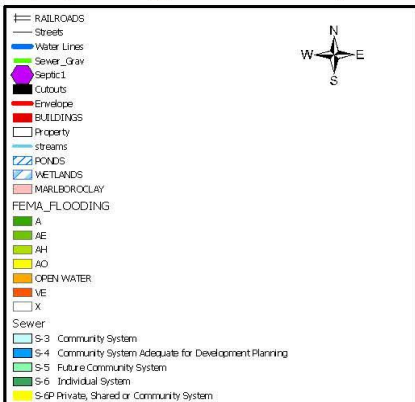 RAILROADS
Streets
Water Lines
Sewer_Grav
Septic1
Cutouts
Envelope
BUILDINGS
Property
streams
PONDS
WETLANDS
MARLBOROCLAY
FEMA_FLOODING
A
AE
AH
AO
OPEN WATER
VE
X
Sewer
S-3 Community System
S-4 Community System Adequate for Development Planning
S-5 Future Community System
S-6 Individual System
S-6P Private, Shared or Community System
N
W E
S